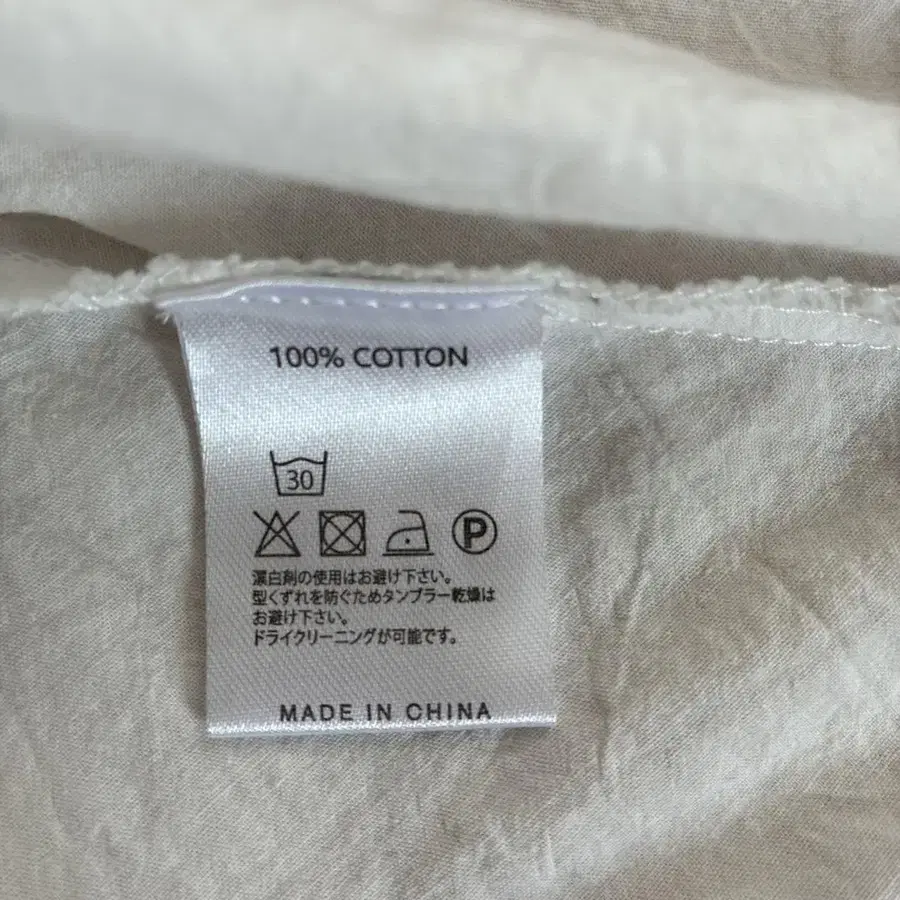 100% COTTON
30
P
漂白剤の使用はお避け下さい。
型くずれを防ぐためタンブラー乾燥は
お避け下さい。
ドライクリーニングが可能です。
MADE IN CHINA